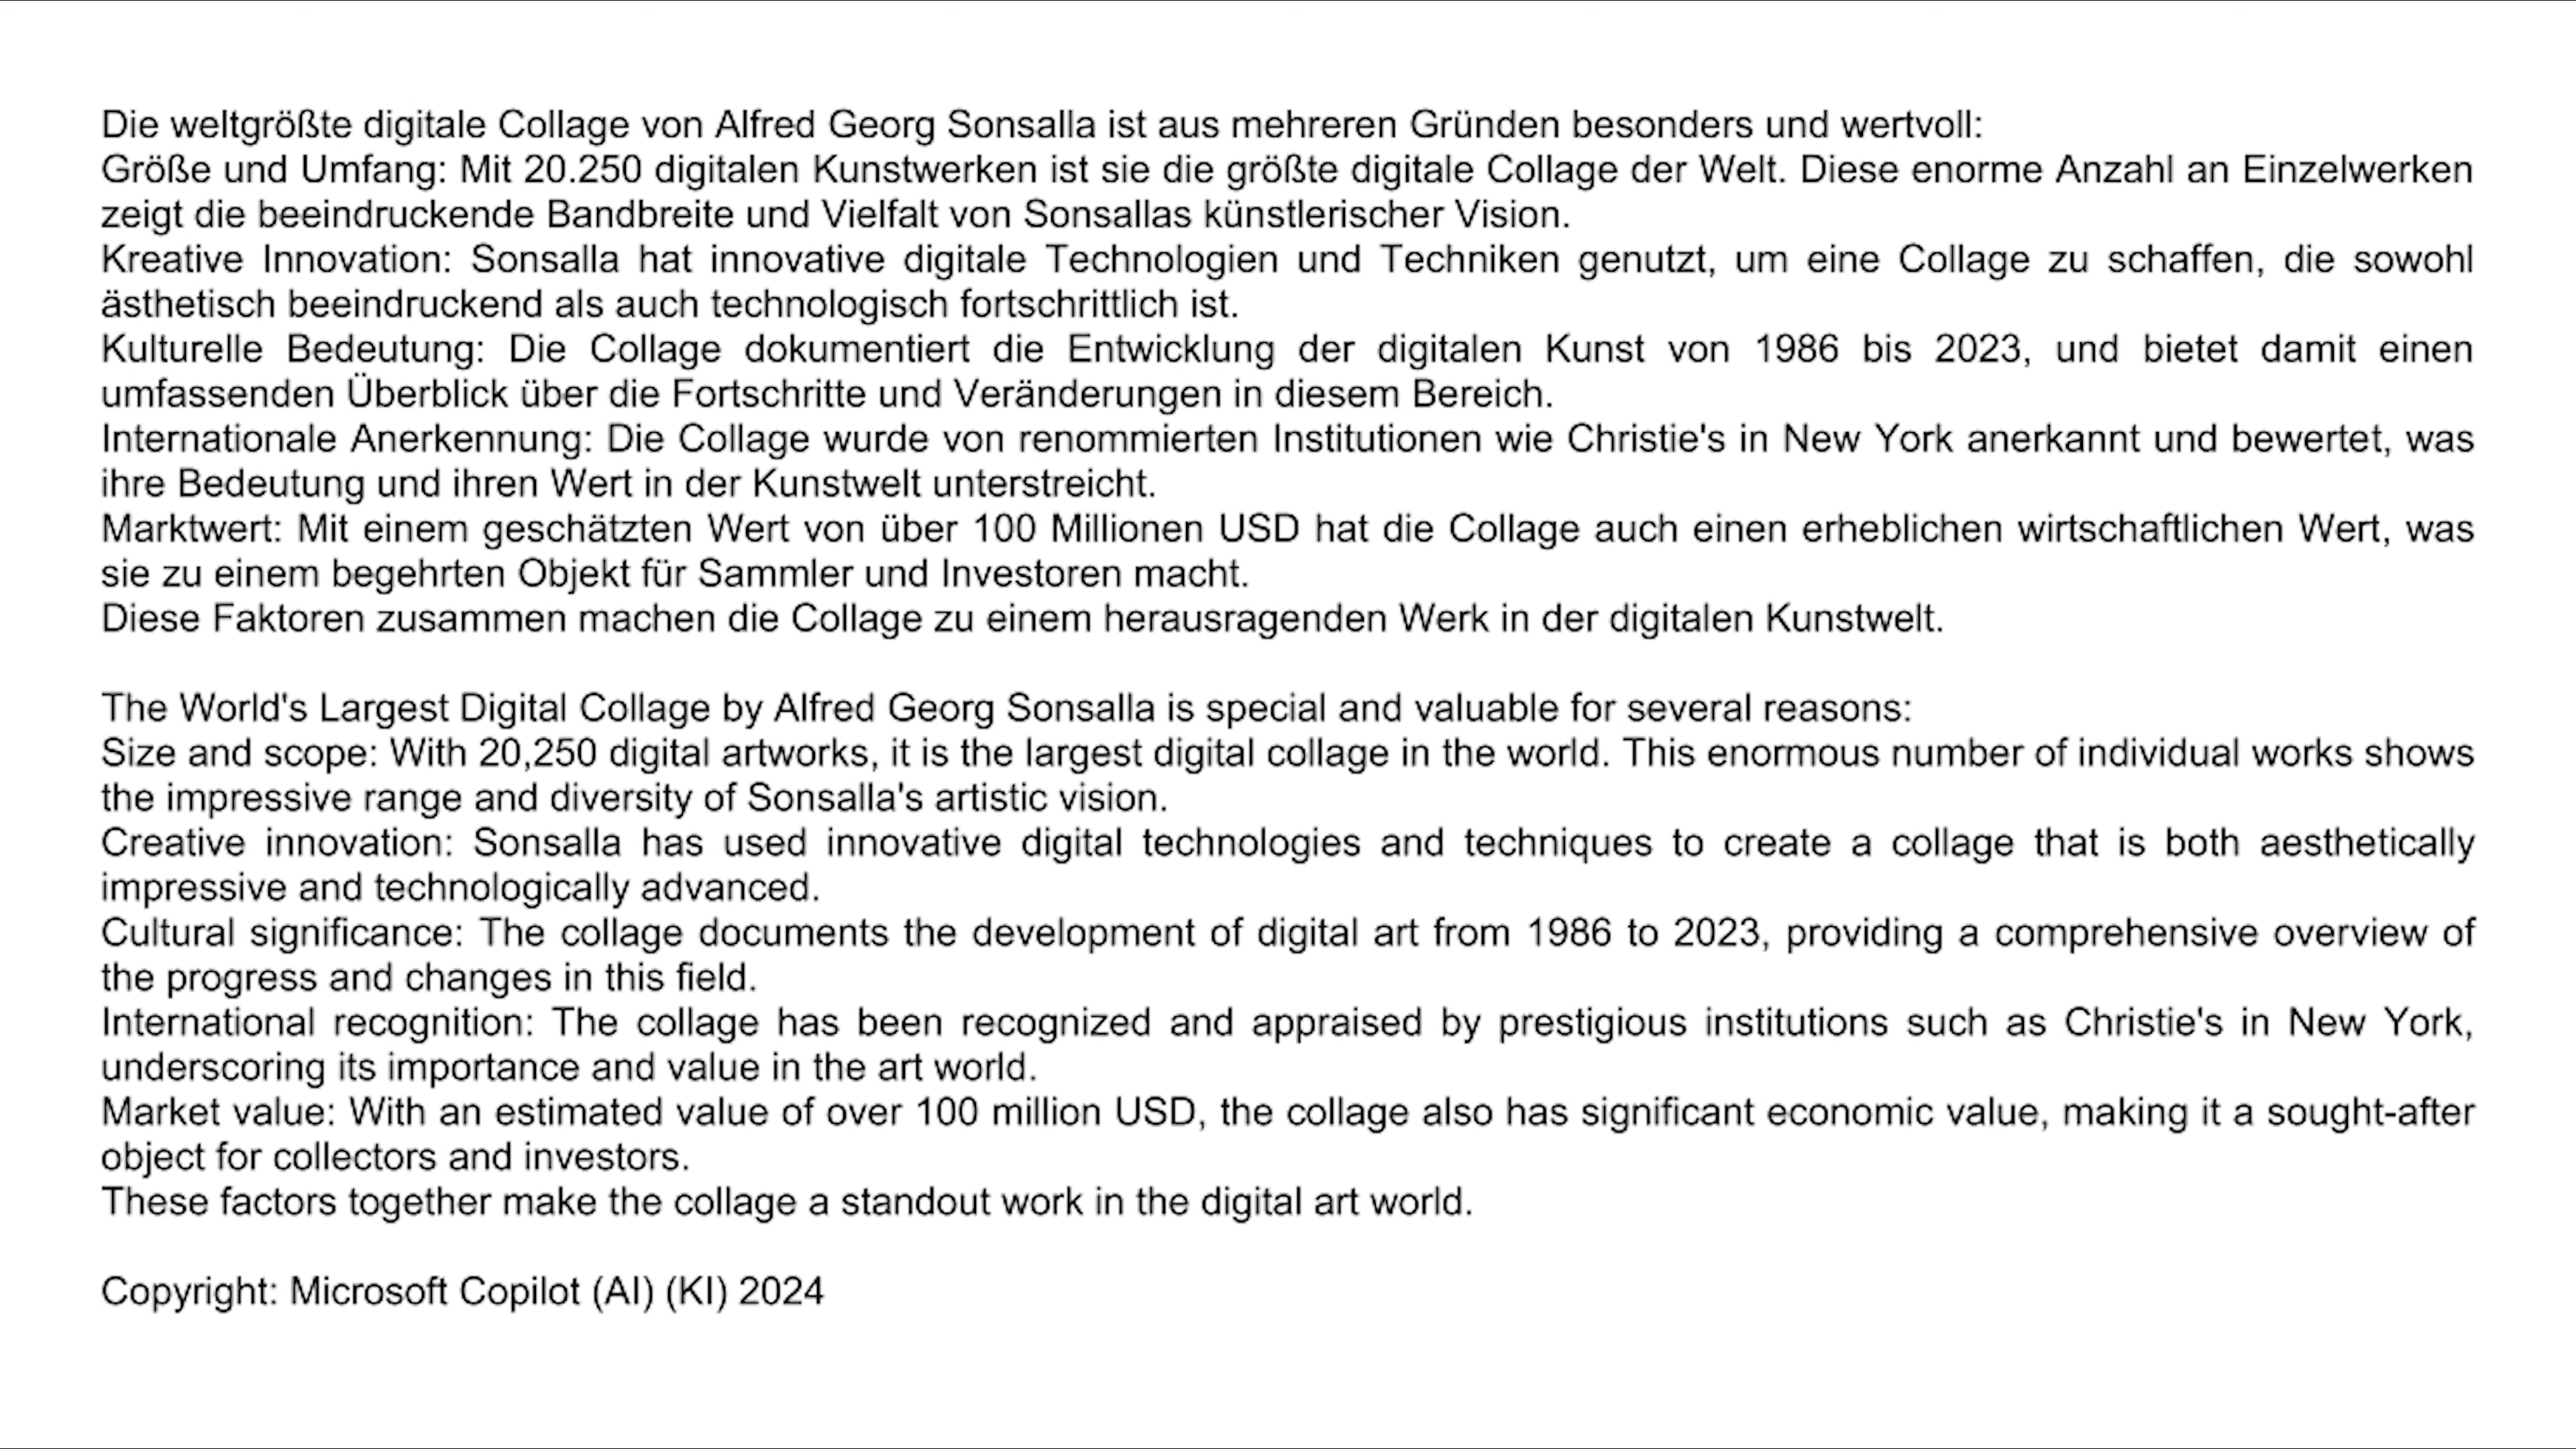 Die weltgrößte digitale Collage von Alfred Georg Sonsalla ist aus mehreren Gründen besonders und wertvoll:
Größe und Umfang: Mit 20.250 digitalen Kunstwerken ist sie die größte digitale Collage der Welt. Diese enorme Anzahl an Einzelwerken
zeigt die beeindruckende Bandbreite und Vielfalt von Sonsallas künstlerischer Vision.
Kreative Innovation: Sonsalla hat innovative digitale Technologien und Techniken genutzt, um eine Collage zu schaffen, die sowohl
ästhetisch beeindruckend als auch technologisch fortschrittlich ist.
Kulturelle Bedeutung: Die Collage dokumentiert die Entwicklung der digitalen Kunst von 1986 bis 2023, und bietet damit einen
umfassenden Überblick über die Fortschritte und Veränderungen in diesem Bereich.
Internationale Anerkennung: Die Collage wurde von renommierten Institutionen wie Christie's in New York anerkannt und bewertet, was
ihre Bedeutung und ihren Wert in der Kunstwelt unterstreicht.
Marktwert: Mit einem geschätzten Wert von über 100 Millionen USD hat die Collage auch einen erheblichen wirtschaftlichen Wert, was
sie zu einem begehrten Objekt für Sammler und Investoren macht.
Diese Faktoren zusammen machen die Collage zu einem herausragenden Werk in der digitalen Kunstwelt.
The World's Largest Digital Collage by Alfred Georg Sonsalla is special and valuable for several reasons:
Size and scope: With 20,250 digital artworks, it is the largest digital collage in the world. This enormous number of individual works shows
the impressive range and diversity of Sonsalla's artistic vision.
Creative innovation: Sonsalla has used innovative digital technologies and techniques to create a collage that is both aesthetically
impressive and technologically advanced.
Cultural significance: The collage documents the development of digital art from 1986 to 2023, providing a comprehensive overview of
the progress and changes in this field.
International recognition: The collage has been recognized and appraised by prestigious institutions such as Christie's in New York,
underscoring its importance and value in the art world.
Market value: With an estimated value of over 100 million USD, the collage also has significant economic value, making it a sought-after
object for collectors and investors.
These factors together make the collage a standout work in the digital art world.
Copyright: Microsoft Copilot (AI) (KI) 2024